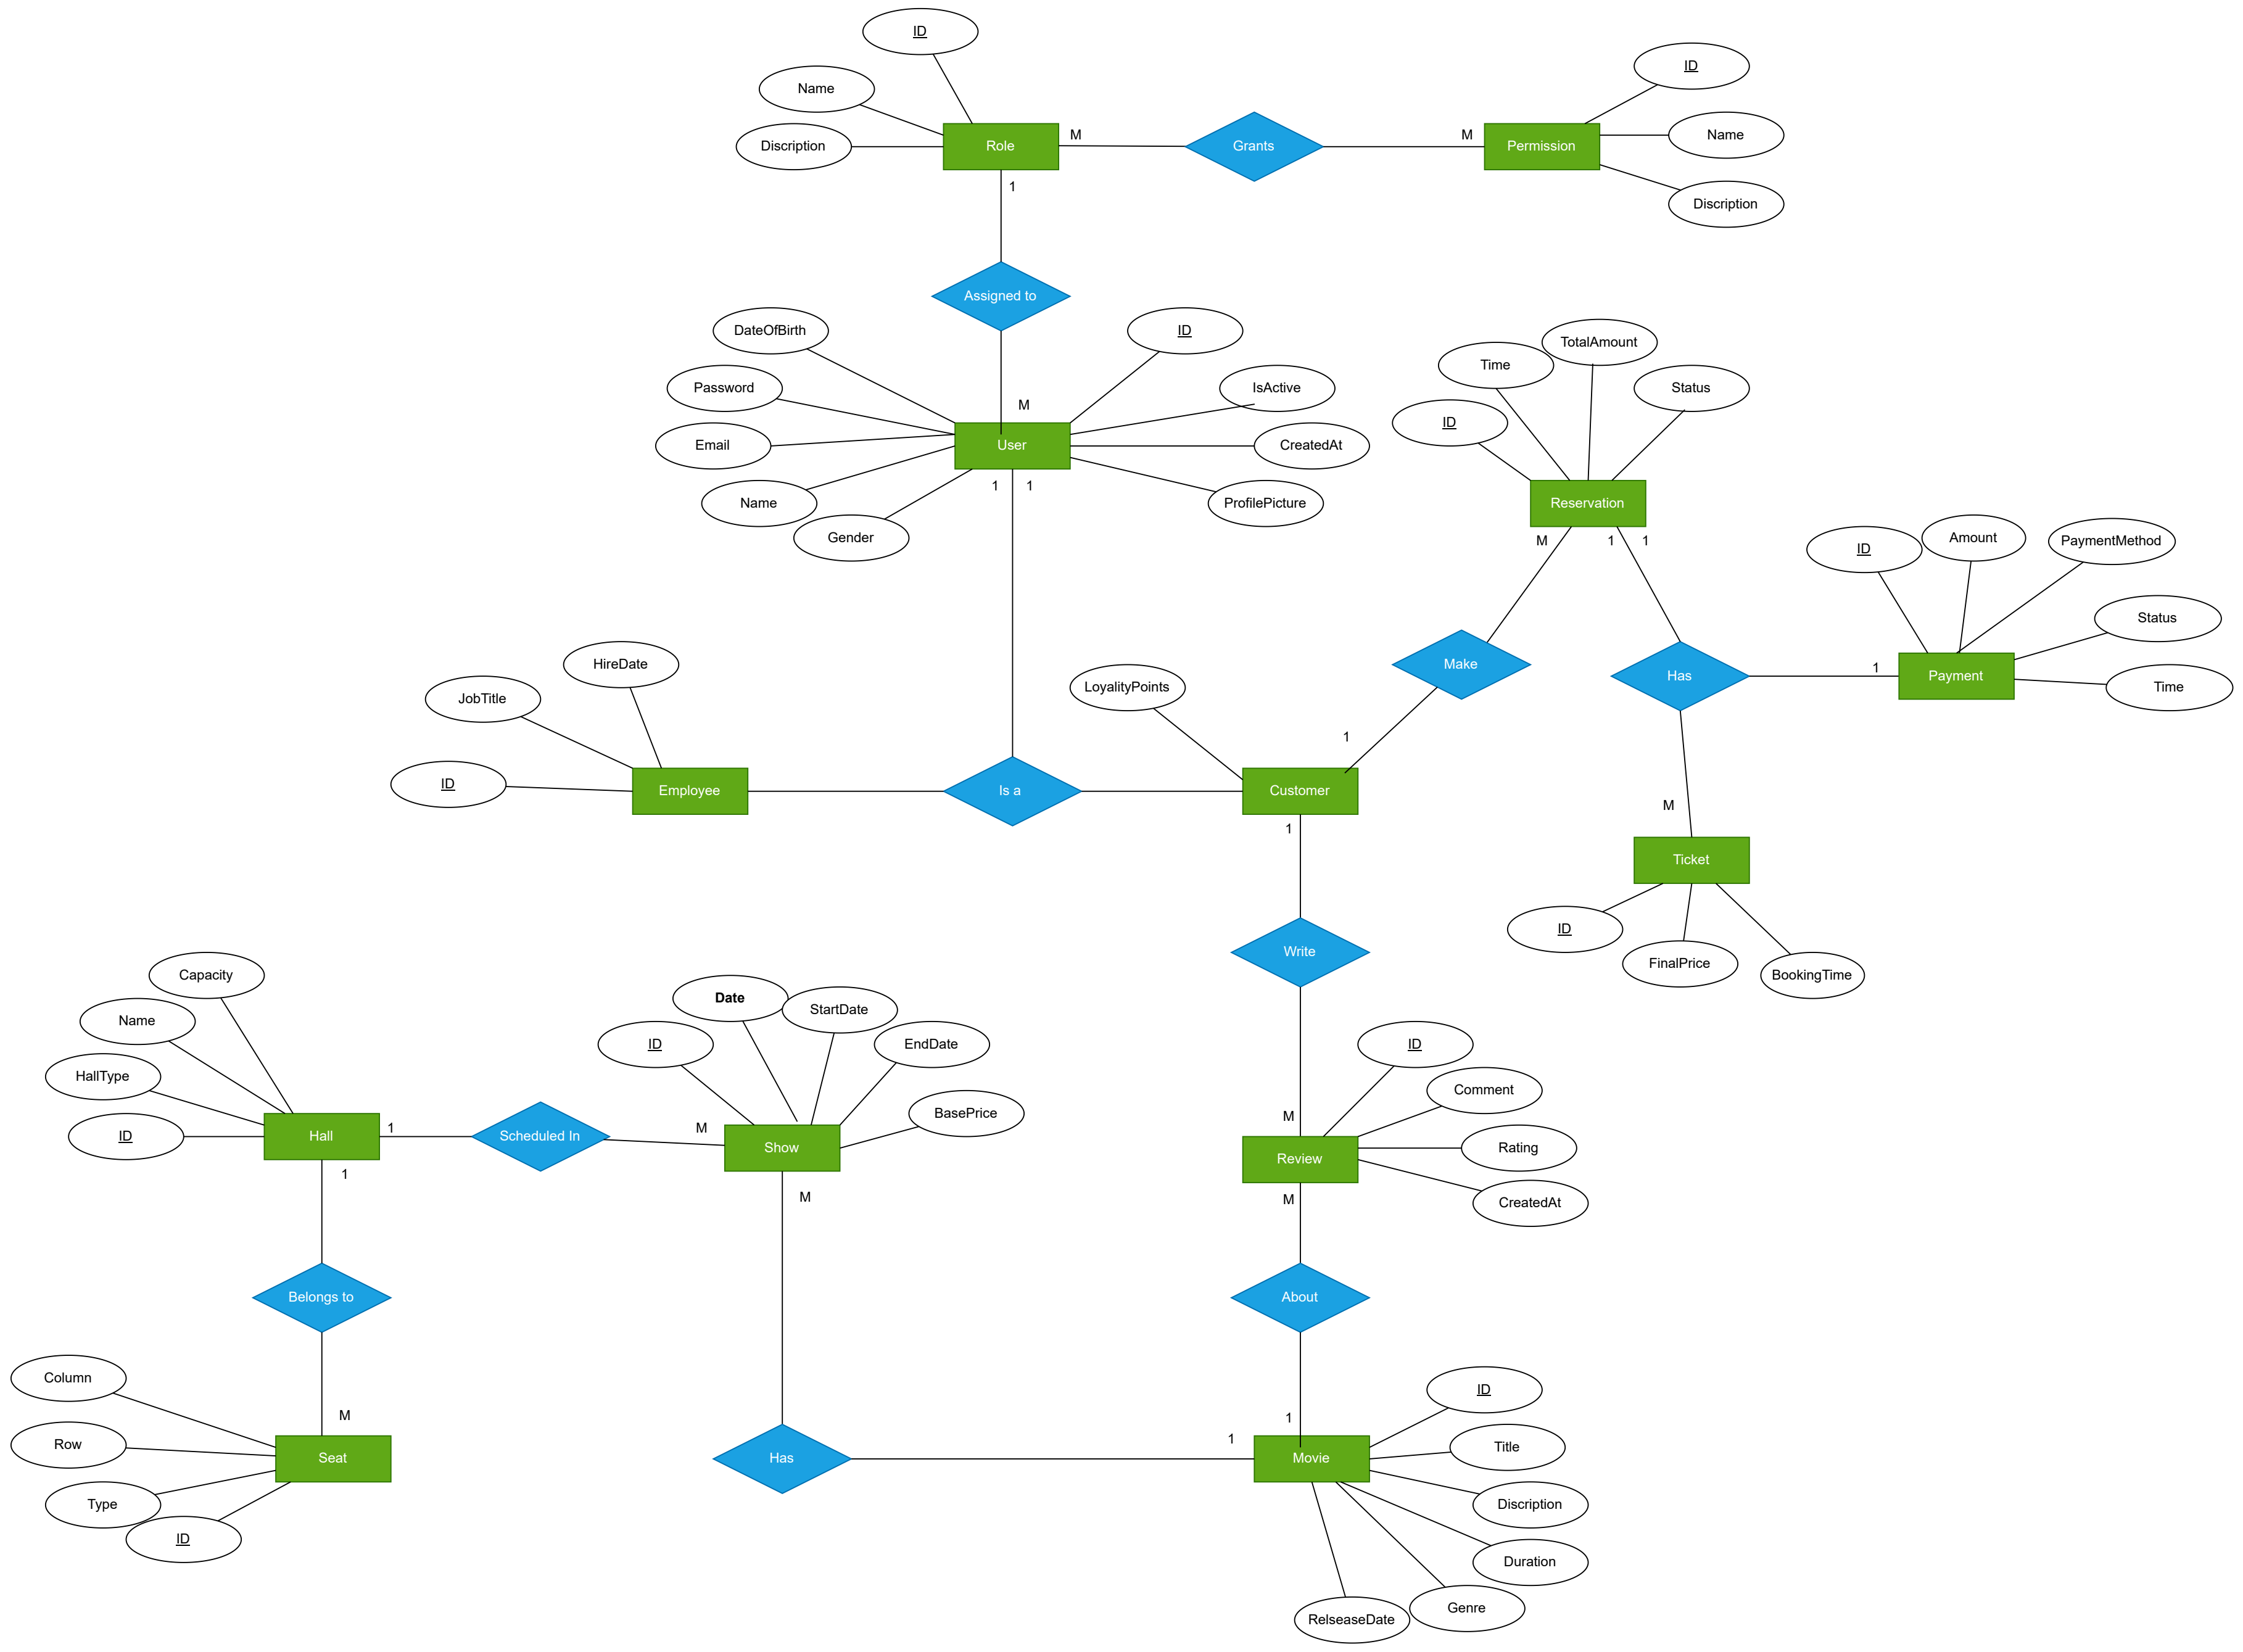 ID
Name
Discription
Role
M
Grants
M
Permission
ID
Name
Discription
1
Assigned to
M
User
DateOfBirth
Password
Email
Name
Gender
ID
IsActive
CreatedAt
ProfilePicture
1
1
Time
TotalAmount
Status
ID
Reservation
M
1
1
Make
1
Has
1
Payment
ID
Amount
PaymentMethod
Status
Time
M
Ticket
ID
FinalPrice
BookingTime
HireDate
JobTitle
ID
Employee
Is a
LoyalityPoints
Customer
1
Write
M
Review
ID
Comment
Rating
CreatedAt
M
About
1
Capacity
Name
HallType
ID
Hall
1
Scheduled In
M
Show
ID
Date
StartDate
EndDate
BasePrice
1
Belongs to
M
Seat
Column
Row
Type
ID
M
Has
1
Movie
ID
Title
Discription
Duration
Genre
RelseaseDate